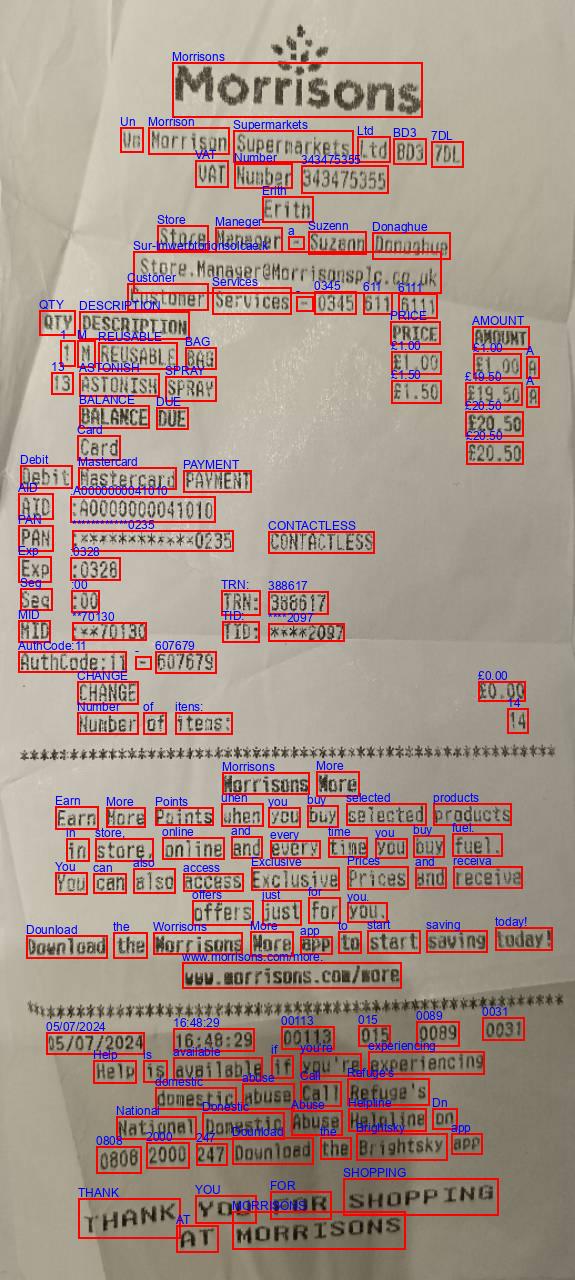 Morrisons
Wm Morrison Supermarkets Ltd BD3 7DL
VAT Number 343475355
Erith
Store Manager - Suzann Donaghue
Store.Manager@Morrisonsplc.co.uk
Customer Services - 0345 611 6111
QTY DESCRIPTION PRICE AMOUNT
1 M REUSABLE BAG £1.00 £1.00 A
13 ASTONISH SPRAY £1.50 £19.50 A
BALANCE DUE £20.50
Card £20.50
Debit Mastercard PAYMENT
AID :A0000000041010
PAN :************0235 CONTACTLESS
Exp :0328
Seq :00 TRN: 388617
MID :**70130 TID: ****2097
AuthCode:11 - 607679
CHANGE £0.00
Number of items: 14
Morrisons More
Earn More Points when you buy selected products
in store, online and every time you buy fuel.
You can also access Exclusive Prices and receive
offers just for you.
Download the Morrisons More app to start saving today!
www.morrisons.com/more
05/07/2024 16:48:29 00113 015 0089 0031
Help is available if you're experiencing
domestic abuse Call Refuge's
National Domestic Abuse Helpline On
0808 2000 247 Download the Brightsky app
THANK YOU FOR SHOPPING
AT MORRISONS